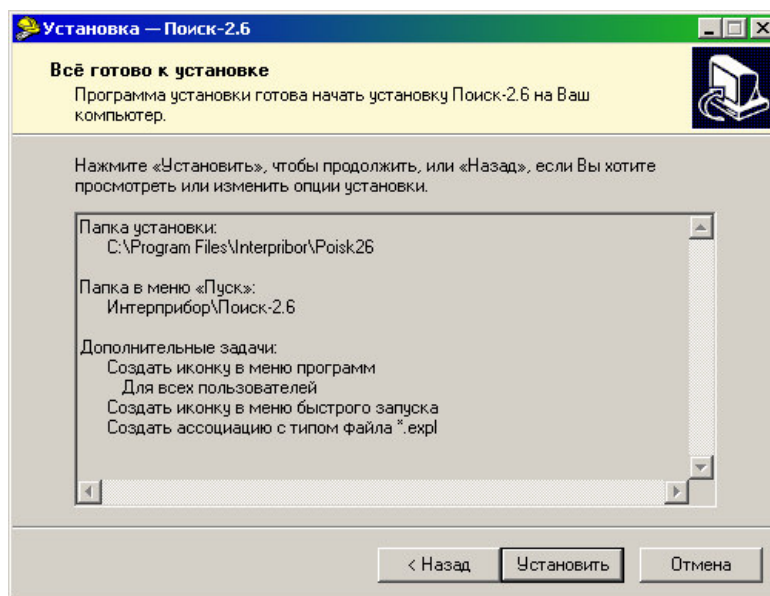 Установка — Поиск-2.6
Всё готово к установке
Программа установки готова начать установку Поиск-2.6 на Ваш
компьютер.
Нажмите «Установить», чтобы продолжить, или «Назад», если Вы хотите
просмотреть или изменить опции установки.
Папка установки:
C:\Program Files\Interpribor\Poisk26
Папка в меню «Пуск»:
Интерприбор\Поиск-2.6
Дополнительные задачи:
Создать иконку в меню программ
Для всех пользователей
Создать иконку в меню быстрого запуска
Создать ассоциацию с типом файла *.expl
< Назад
Установить
Отмена